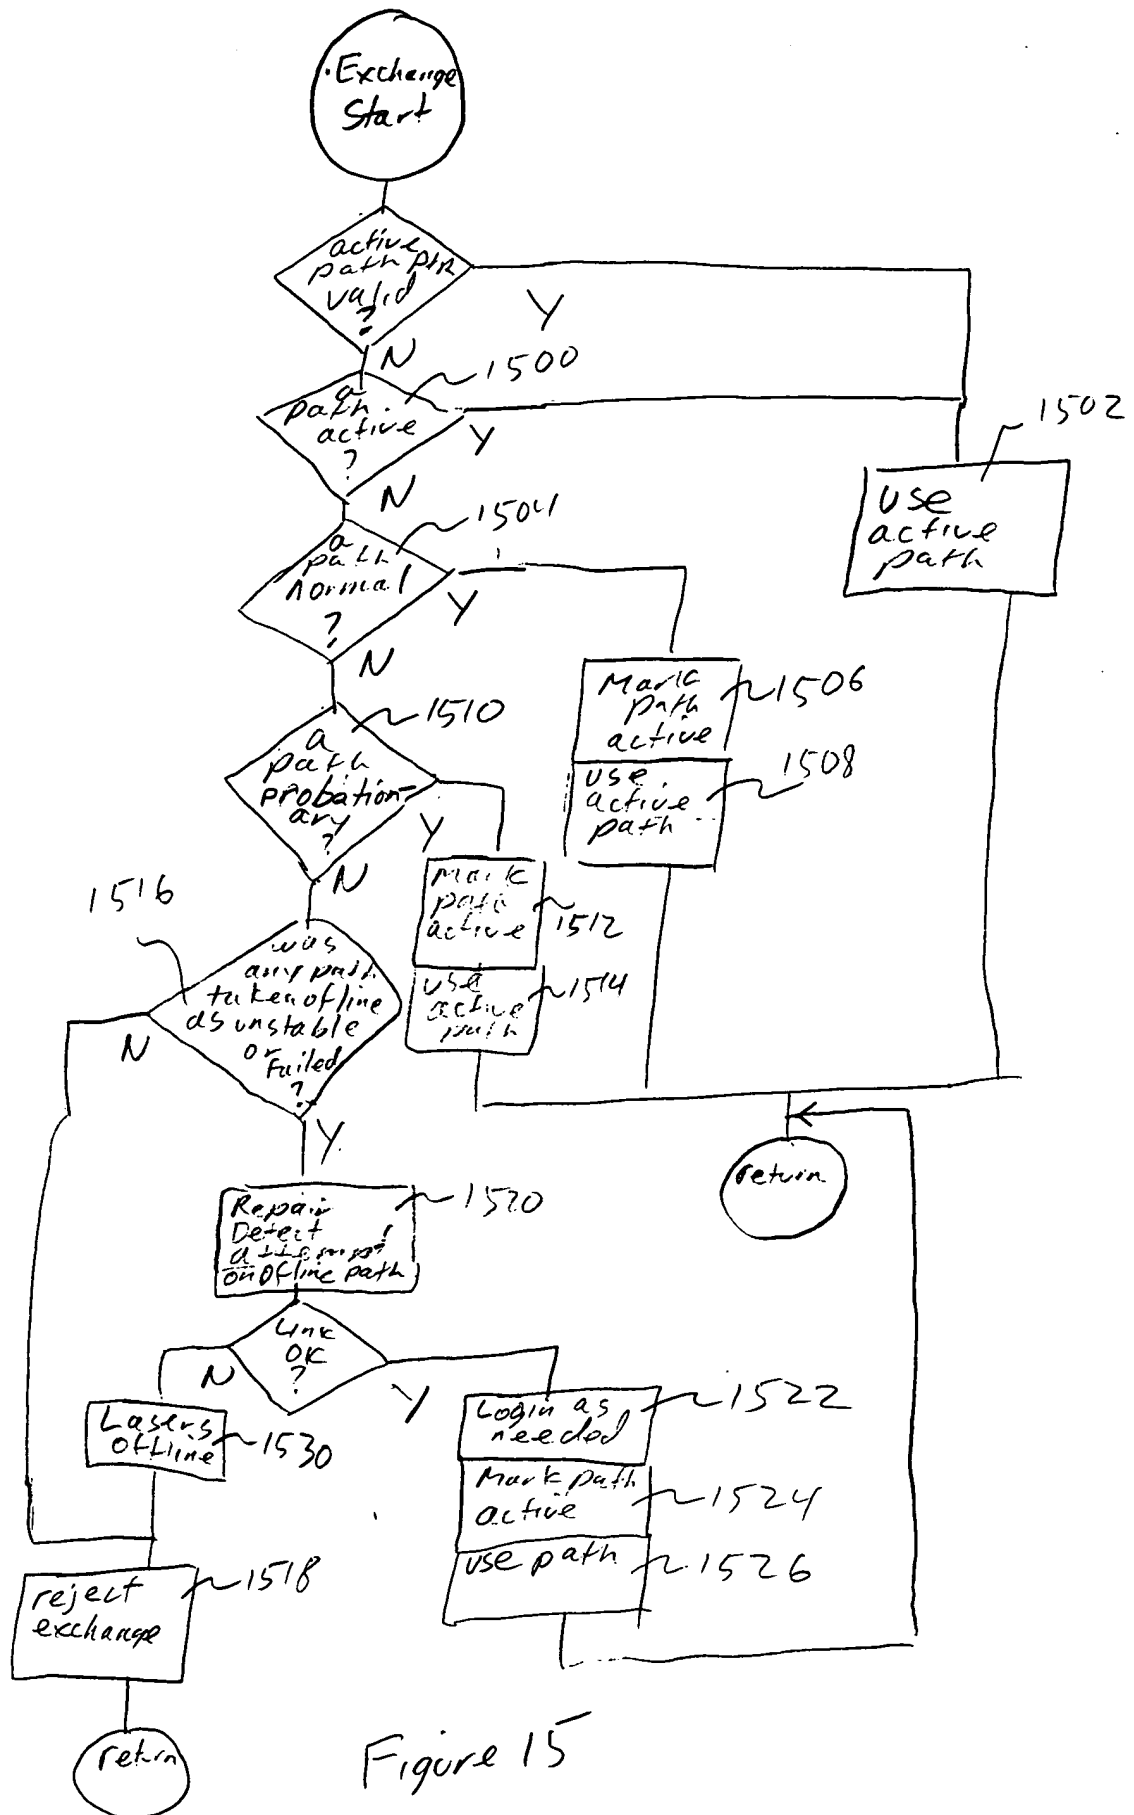 Exchange
Start
active
path ptr
valid
?
Y
N
1500
a
path
active
?
Y
N
1502
use
active
path
1504
a
path
normal
?
Y
N
Mark
path
active
1506
use
active
path
1508
1510
a
path
probation-
ary
?
Y
N
Mark
path
active
1512
use
active
path
1514
1516
was
any path
taken ofline
as unstable
or
Failed
?
N
Y
return
Repair
Detect
attempt
on Ofline path
1520
Link
OK
?
N
Y
Lasers
offline
1530
Login as
needed
1522
Mark path
active
1524
use path
1526
reject
exchange
1518
return
Figure 15